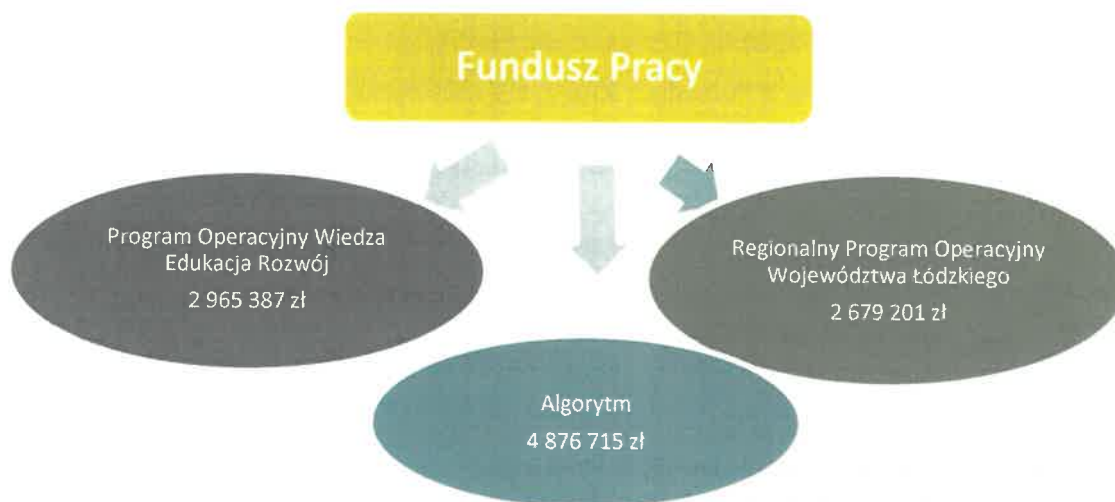 Fundusz Pracy
Program Operacyjny Wiedza
Edukacja Rozwój
2 965 387 zł
Regionalny Program Operacyjny
Województwa Łódzkiego
2 679 201 zł
Algorytm
4 876 715 zł